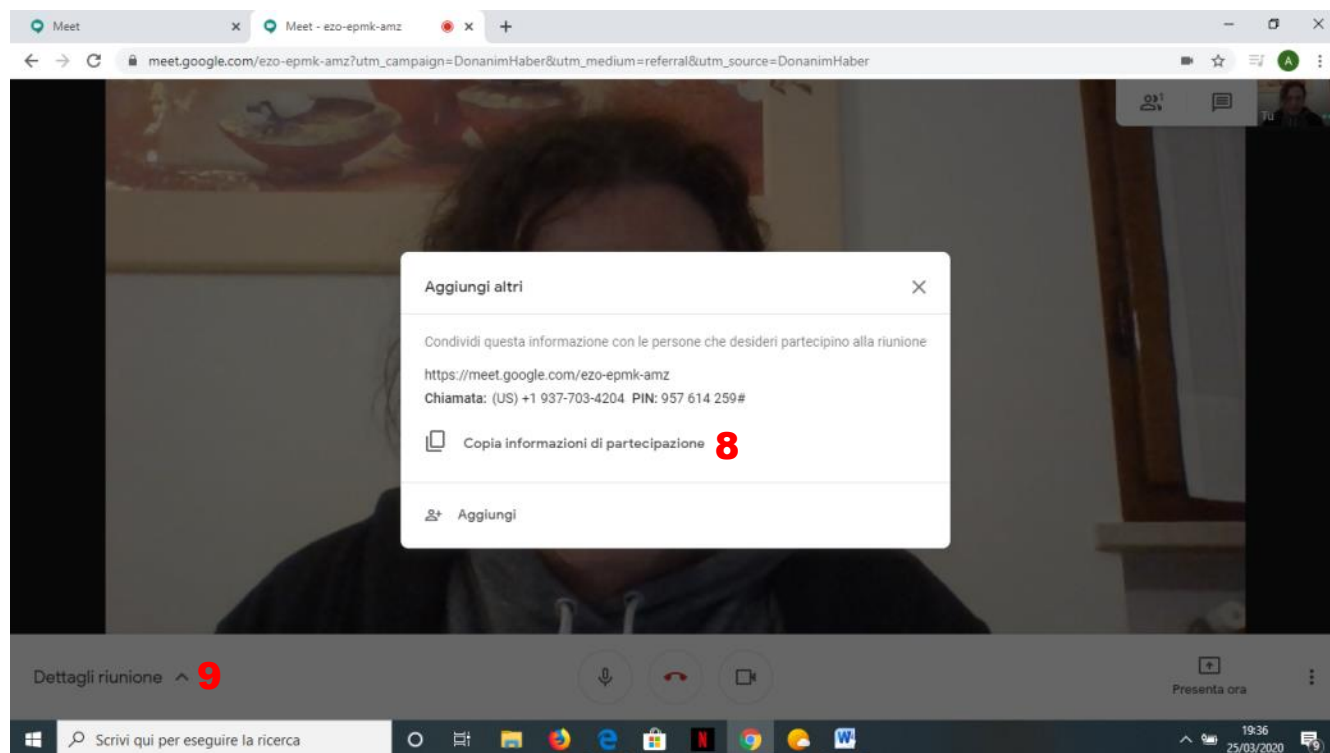 Meet
Meet - ezo-epmk-amz
meet.google.com/ezo-epmk-amz?utm_campaign=DonanimHaber&utm_medium=referral&utm_source=DonanimHaber
A
1
Tu
Aggiungi altri
Condividi questa informazione con le persone che desideri partecipino alla riunione
https://meet.google.com/ezo-epmk-amz
Chiamata: (US) +1 937-703-4204 PIN: 957 614 259#
Copia informazioni di partecipazione 8
Aggiungi
Dettagli riunione 9
Presenta ora
Scrivi qui per eseguire la ricerca
N
W
19:36
25/03/2020
9